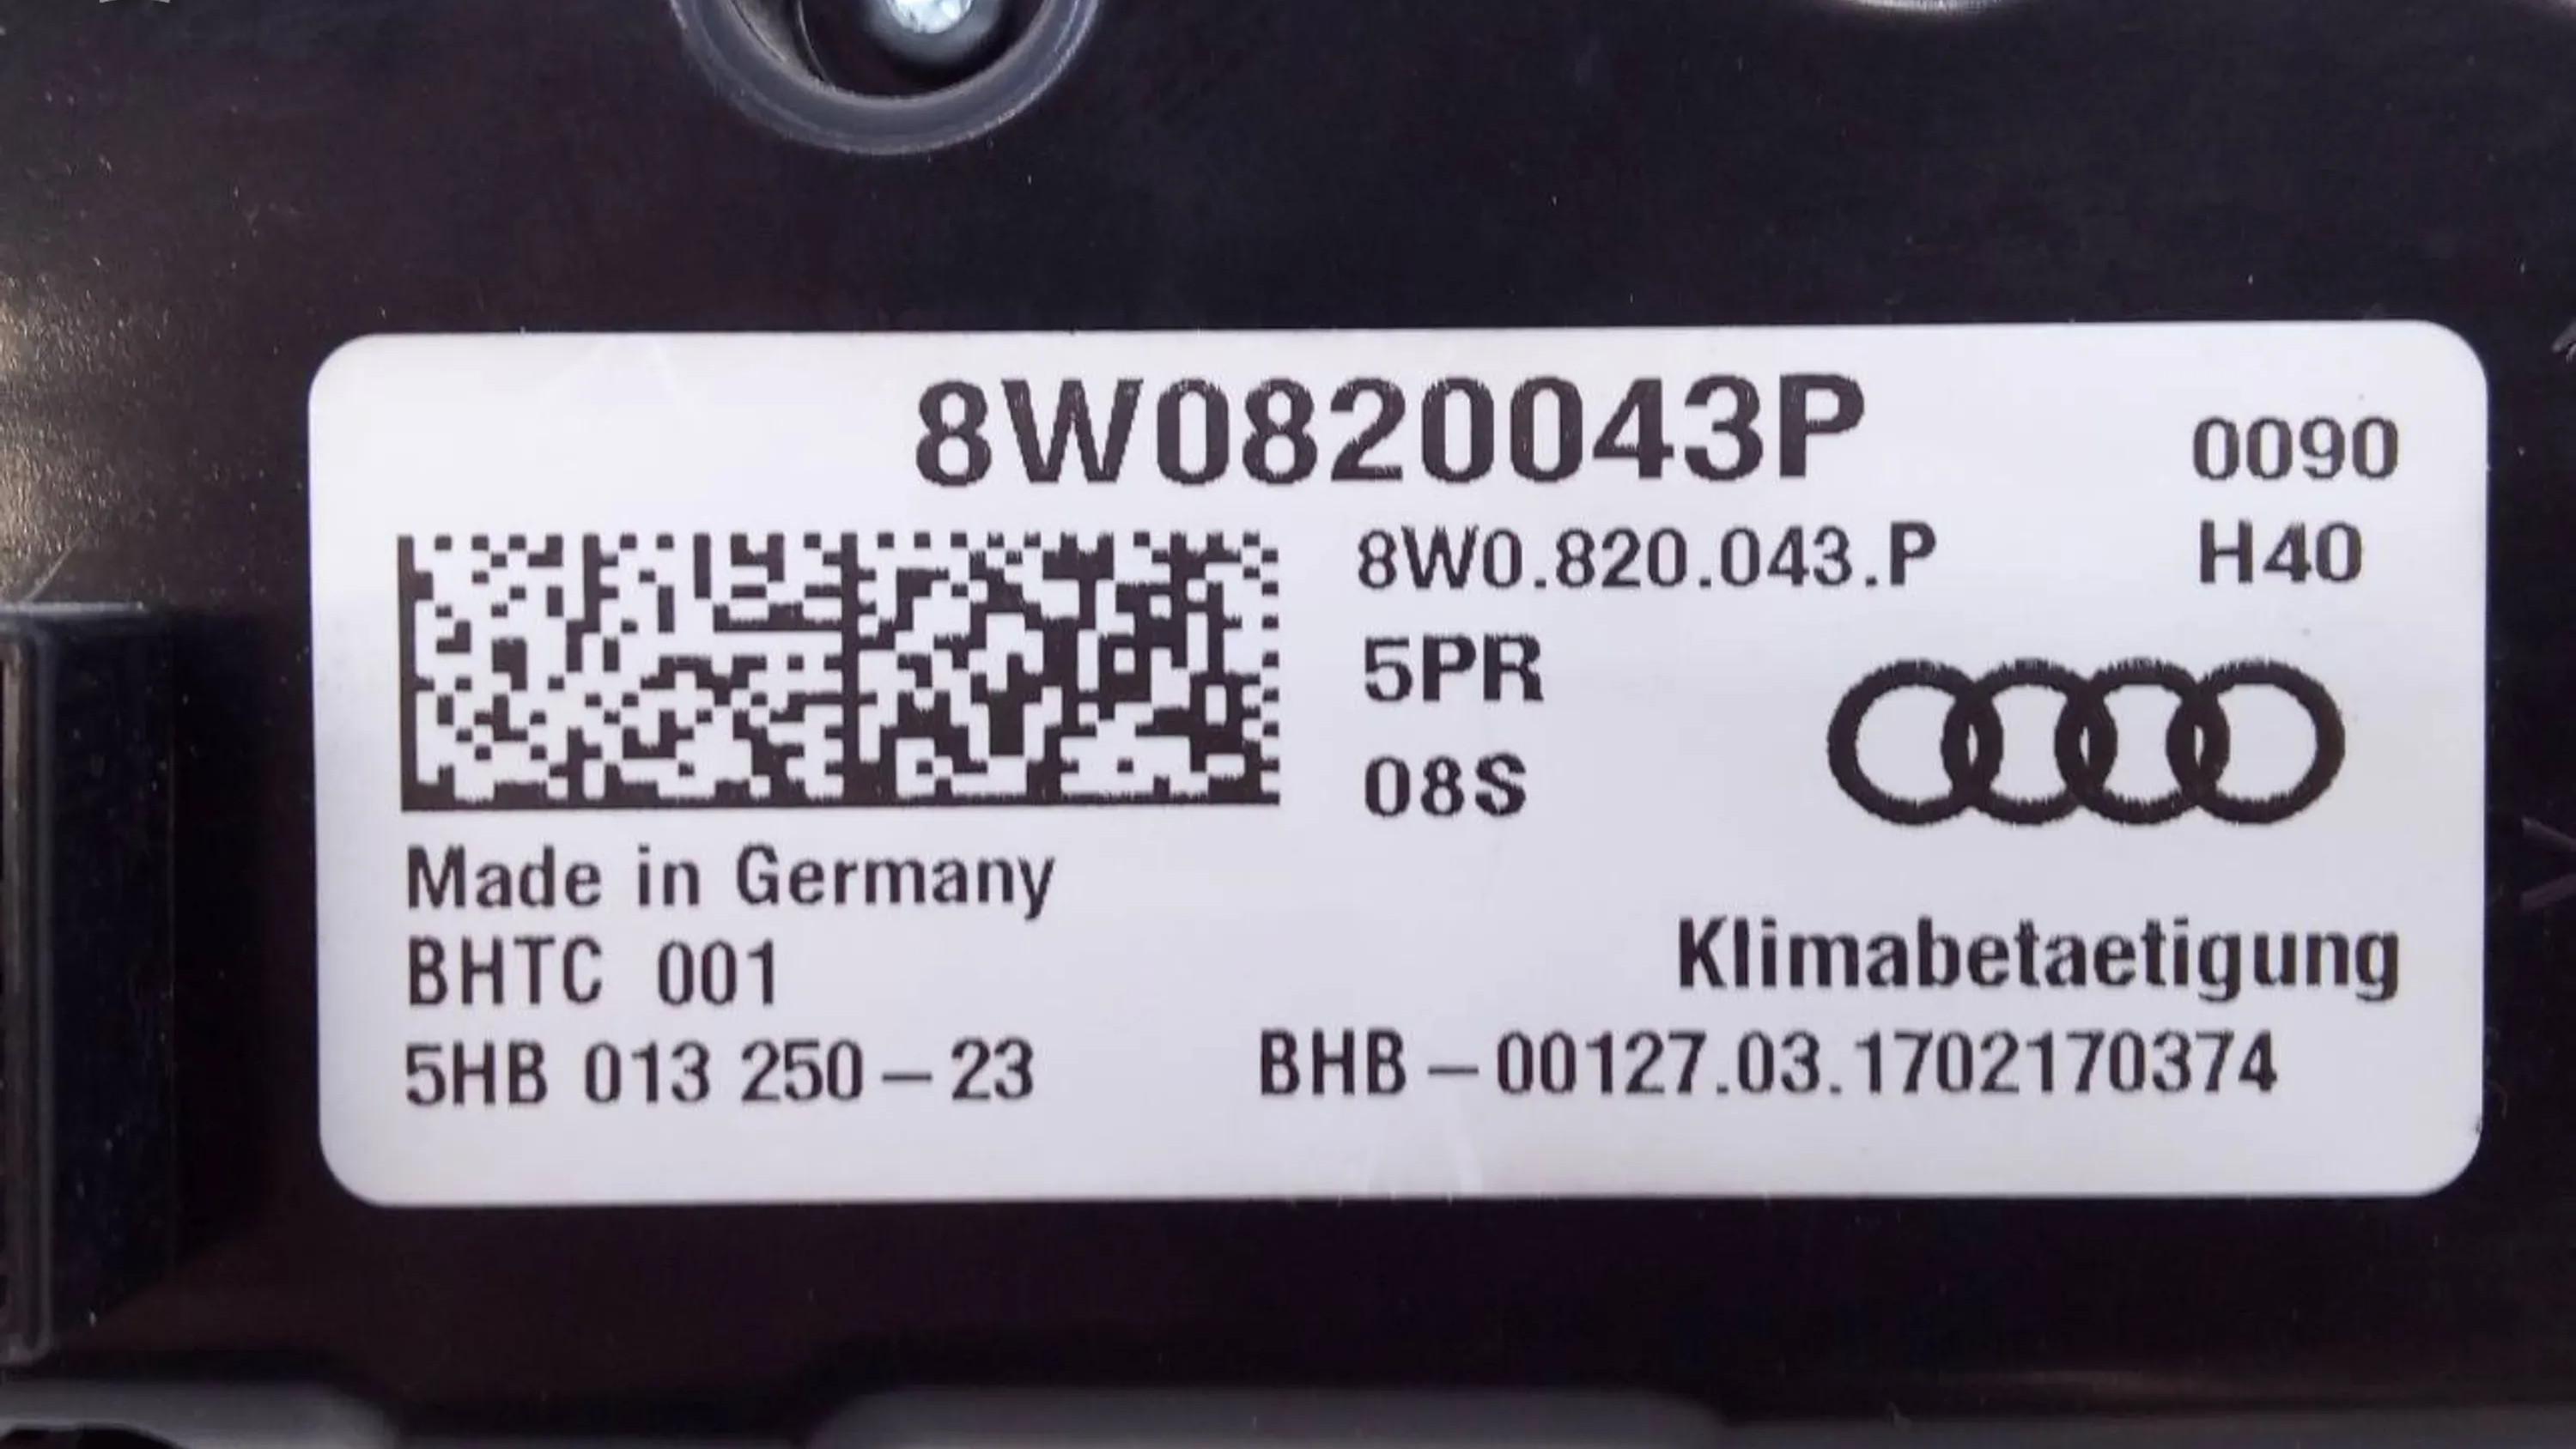 8W0820043P
0090
8W0.820.043.P
H40
5PR
08S
Made in Germany
BHTC 001
Klimabetaetigung
5HB 013 250-23
BHB-00127.03.1702170374